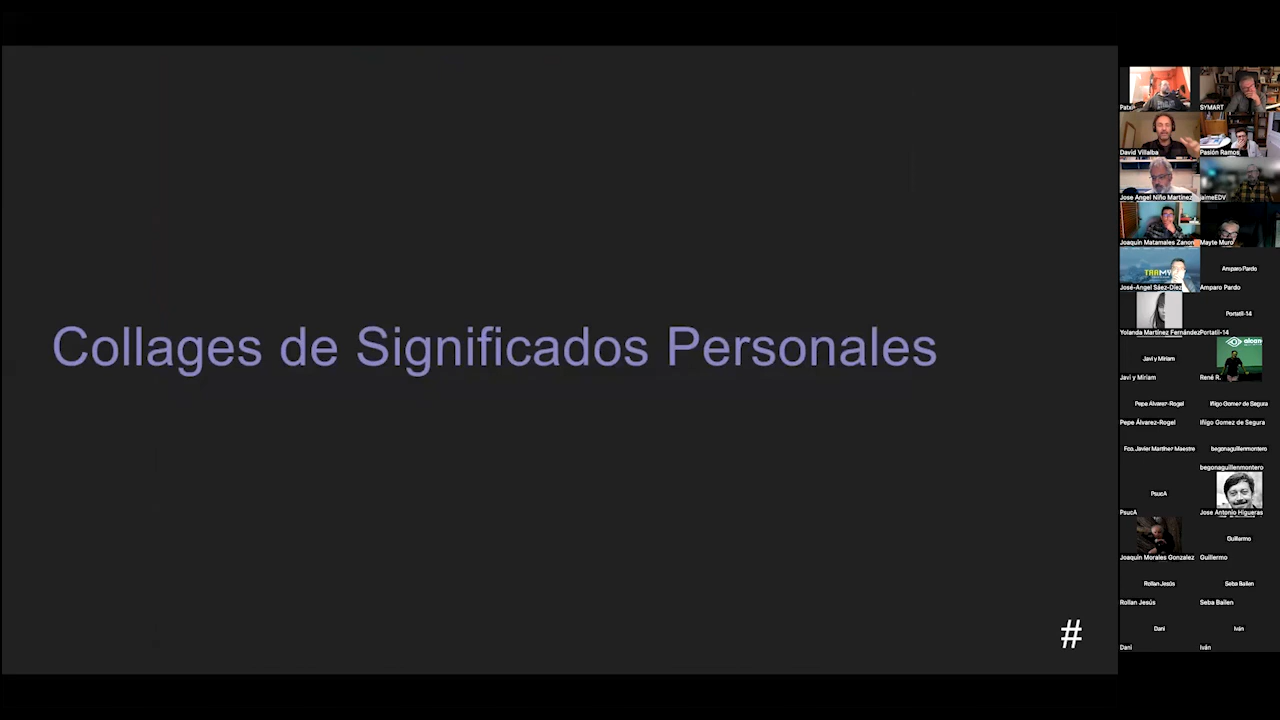 Collages de Significados Personales
#
Patxi
SYMART
David Villalba
Pasión Ramos
Jose Angel Niño Martínez
jaimeEDV
Joaquin Matamales Zanon
Mayte Muro
José-Angel Sáez-Díez
Amparo Pardo
Amparo Pardo
Yolanda Martínez Fernández
Portatil-14
Portatil-14
Javi y Miriam
Javi y Miriam
René R.
Pepe Álvarez-Rogel
Iñigo Gomez de Segura
Pepe Álvarez-Rogel
Iñigo Gomez de Segura
Fco. Javier Martínez Maestre
begonaguillenmontero
begonaguillenmontero
PsucA
PsucA
Jose Antonio Higueras
Guillermo
Joaquin Morales Gonzalez
Guillermo
Rollan Jesús
Seba Bailen
Rollan Jesús
Seba Bailen
Dani
Iván
Dani
Iván